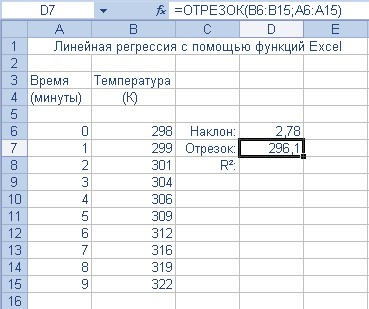 D7 fx =ОТРЕЗОК(B6:B15;A6:A15)
A B C D E
1 Линейная регрессия с помощью функций Excel
2
3 Время Температура
4 (минуты) (К)
5
6 0 298 Наклон: 2,78
7 1 299 Отрезок: 296,1
8 2 301 R²:
9 3 304
10 4 306
11 5 309
12 6 312
13 7 316
14 8 319
15 9 322
16